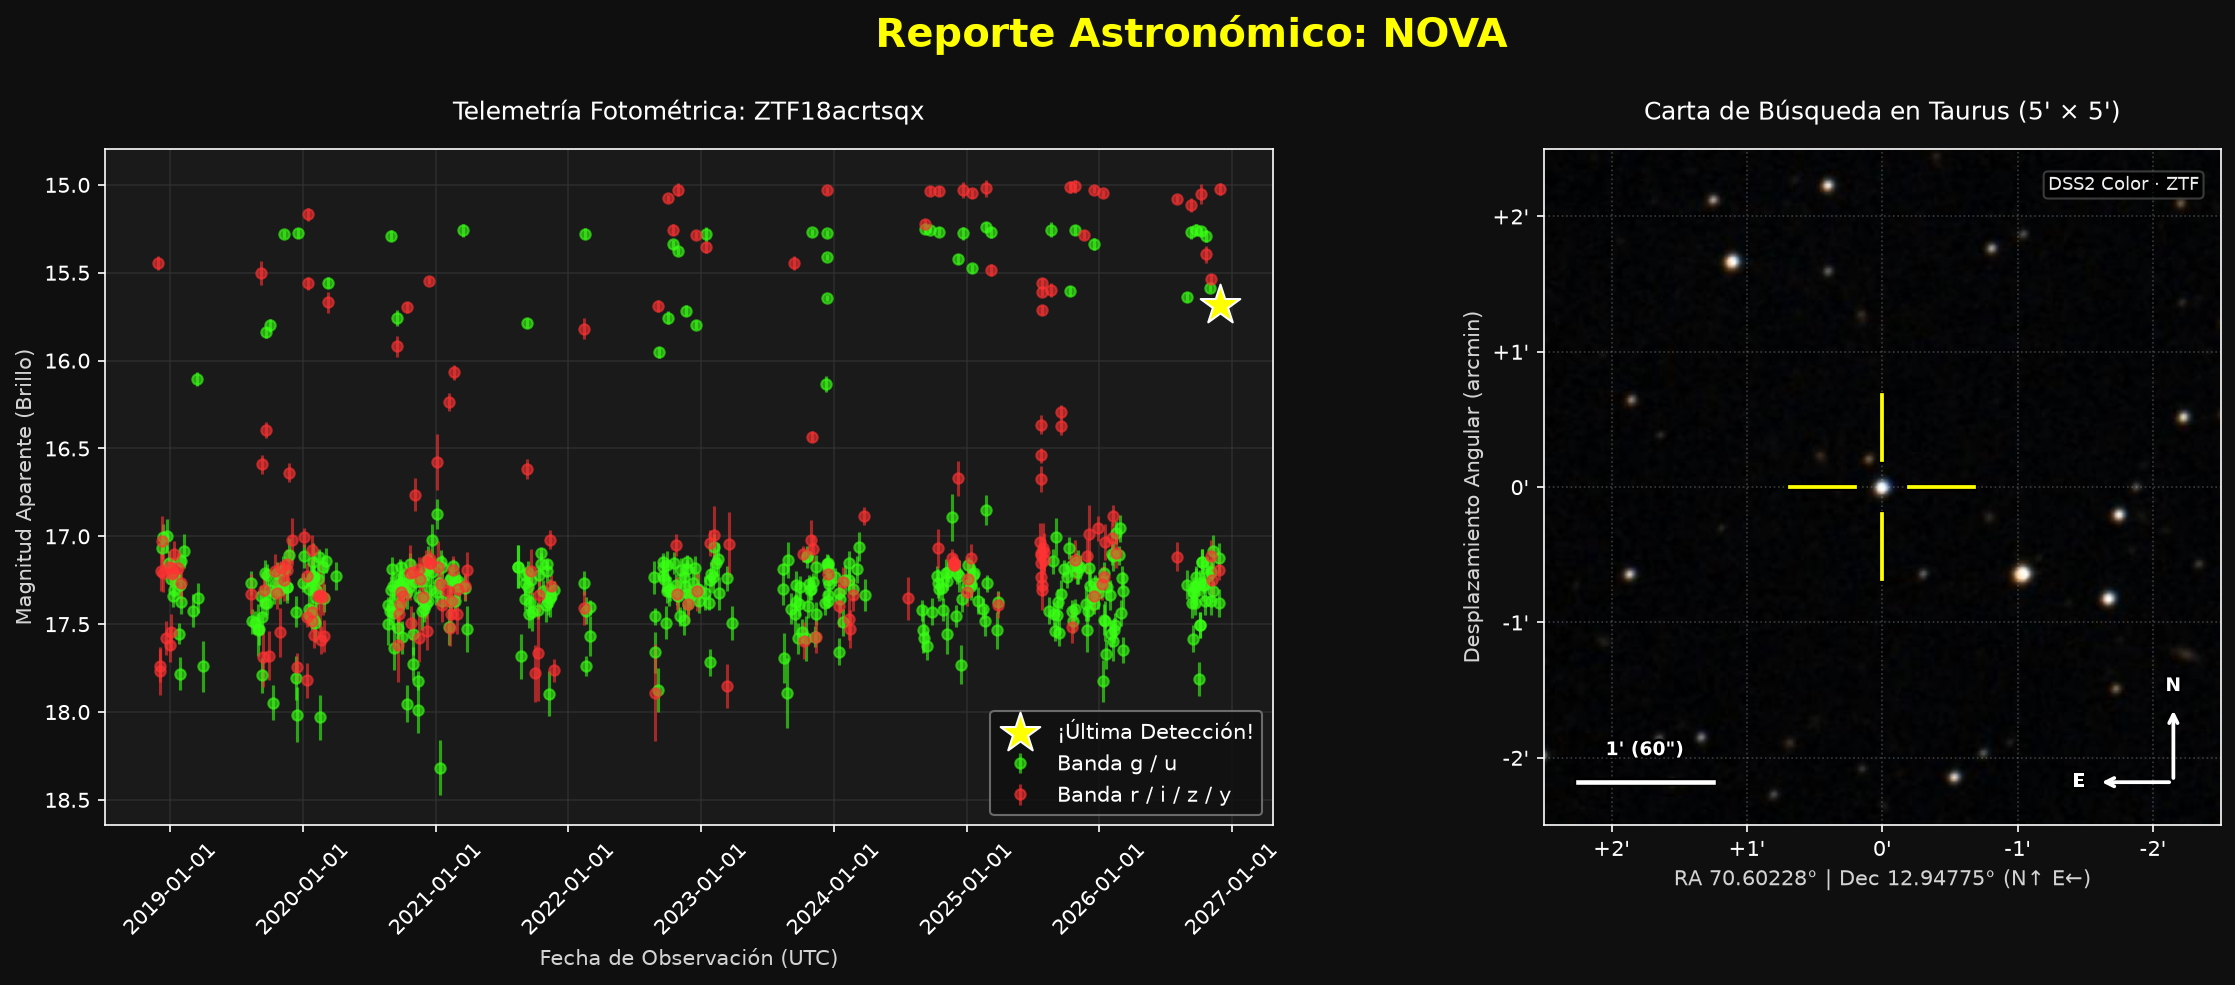 Reporte Astronómico: NOVA
Telemetría Fotométrica: ZTF18acrtsqx
Magnitud Aparente (Brillo)
15.0
15.5
16.0
16.5
17.0
17.5
18.0
18.5
¡Última Detección!
Banda g / u
Banda r / i / z / y
2019-01-01
2020-01-01
2021-01-01
2022-01-01
2023-01-01
2024-01-01
2025-01-01
2026-01-01
2027-01-01
Fecha de Observación (UTC)
Carta de Búsqueda en Taurus (5' × 5')
DSS2 Color · ZTF
Desplazamiento Angular (arcmin)
+2'
+1'
0'
-1'
-2'
N
E
1' (60")
+2'
+1'
0'
-1'
-2'
RA 70.60228° | Dec 12.94775° (N↑ E←)